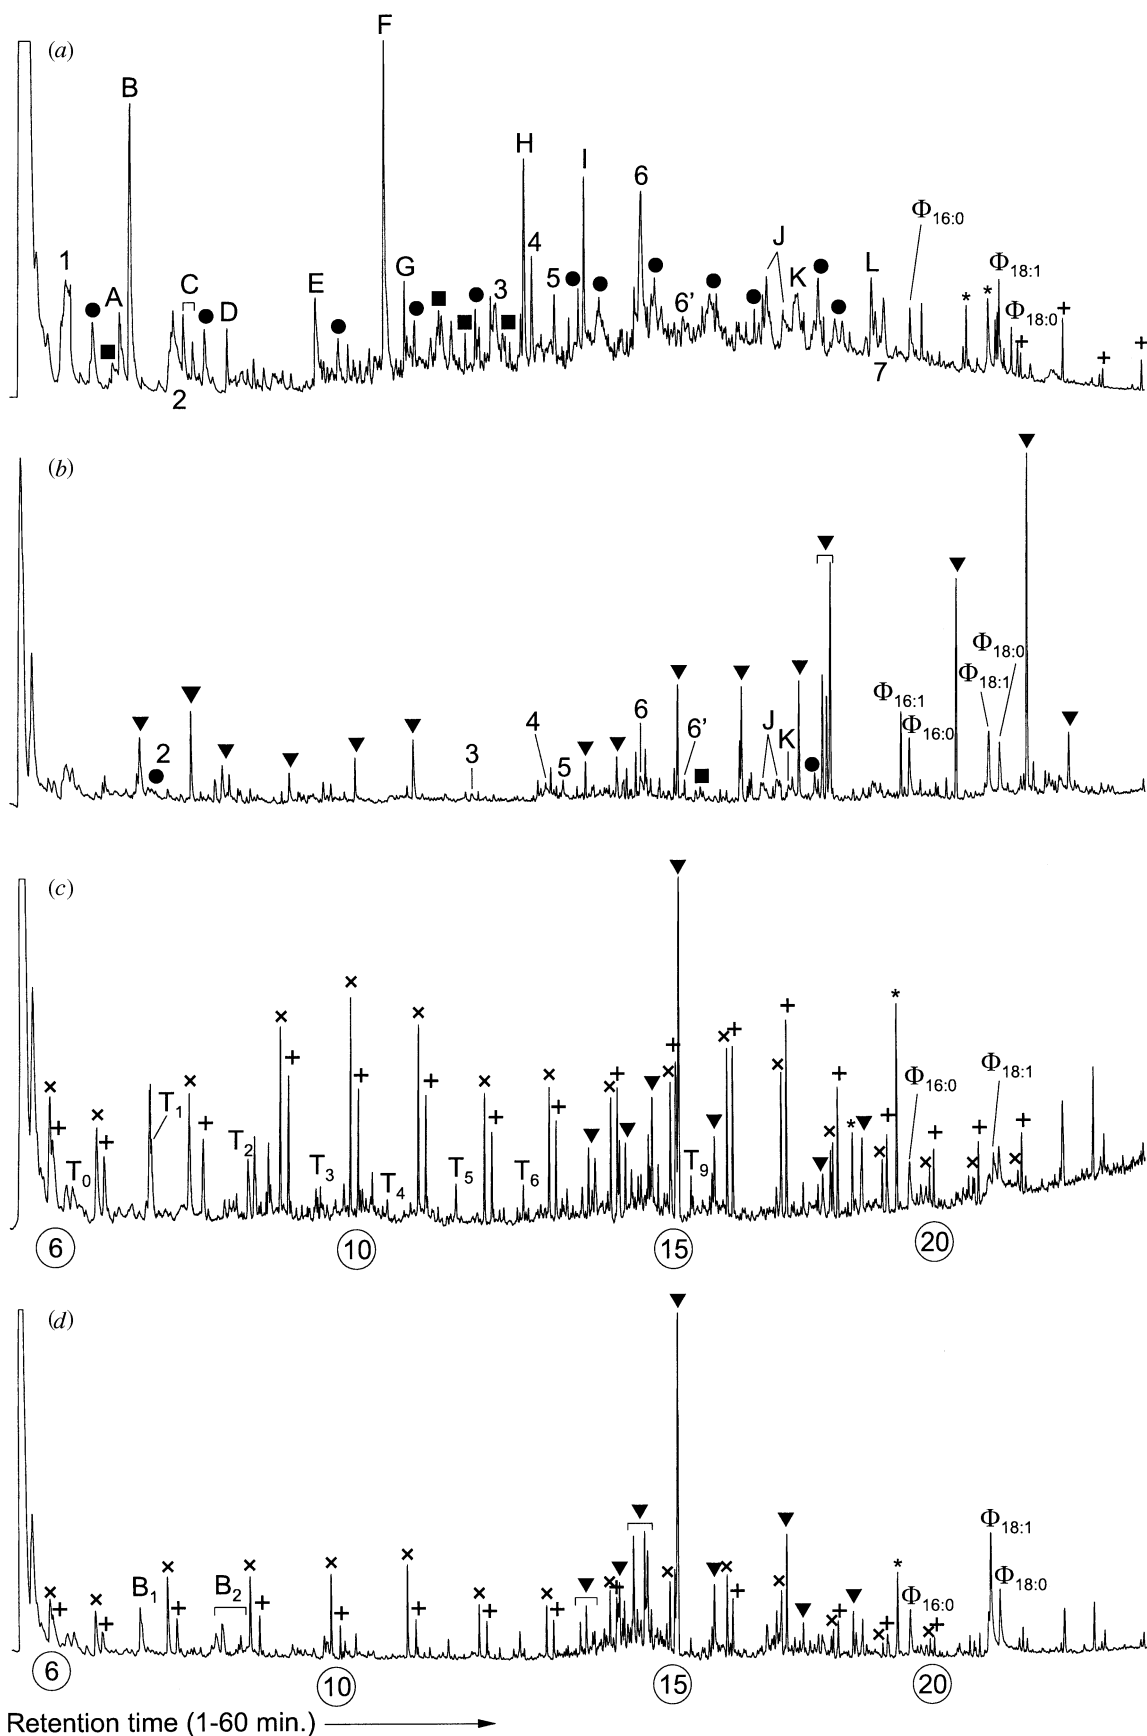 (a)
F
B
H
I
6
1
A
C
D
E
G
3
4
5
6’
J
K
L
Φ16:0
* * Φ18:1
Φ18:0
+ + + +
2
7
(b)
2
3
4
5
6
6’
J
K
Φ16:1
Φ16:0
Φ18:1
Φ18:0
(c)
× × × × × × × × × × × × × × × ×
+ + + + + + + + + + + + + + + +
T0
T1
T2
T3
T4
T5
T6
T9
* *
Φ16:0
Φ18:1
6 10 15 20
(d)
× × × × × × × × × × × × × ×
+ + + + + + + + + + + + +
B1
B2
*
Φ16:0
Φ18:1
Φ18:0
6 10 15 20
Retention time (1-60 min.)